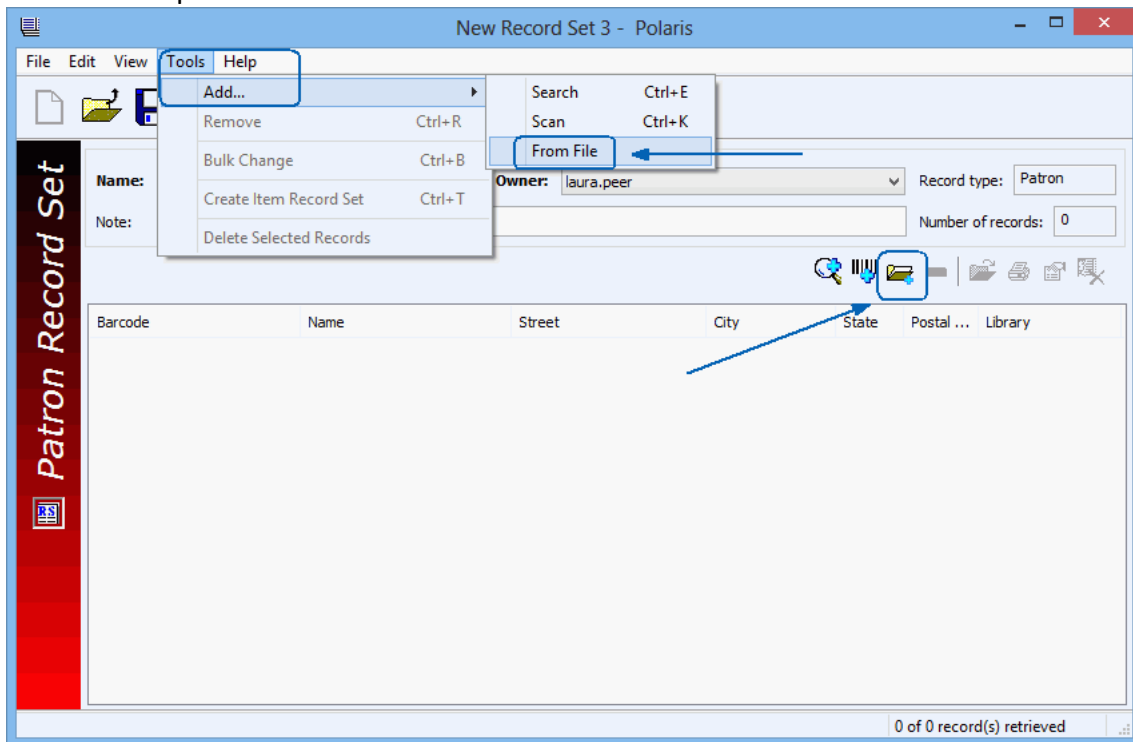 New Record Set 3 - Polaris
File Edit View Tools Help
Add...
Remove Ctrl+R
Bulk Change Ctrl+B
Create Item Record Set Ctrl+T
Delete Selected Records
Search Ctrl+E
Scan Ctrl+K
From File
Patron Record Set
RS
Name: Owner: laura.peer Record type: Patron
Note: Number of records: 0
Barcode Name Street City State Postal ... Library
0 of 0 record(s) retrieved